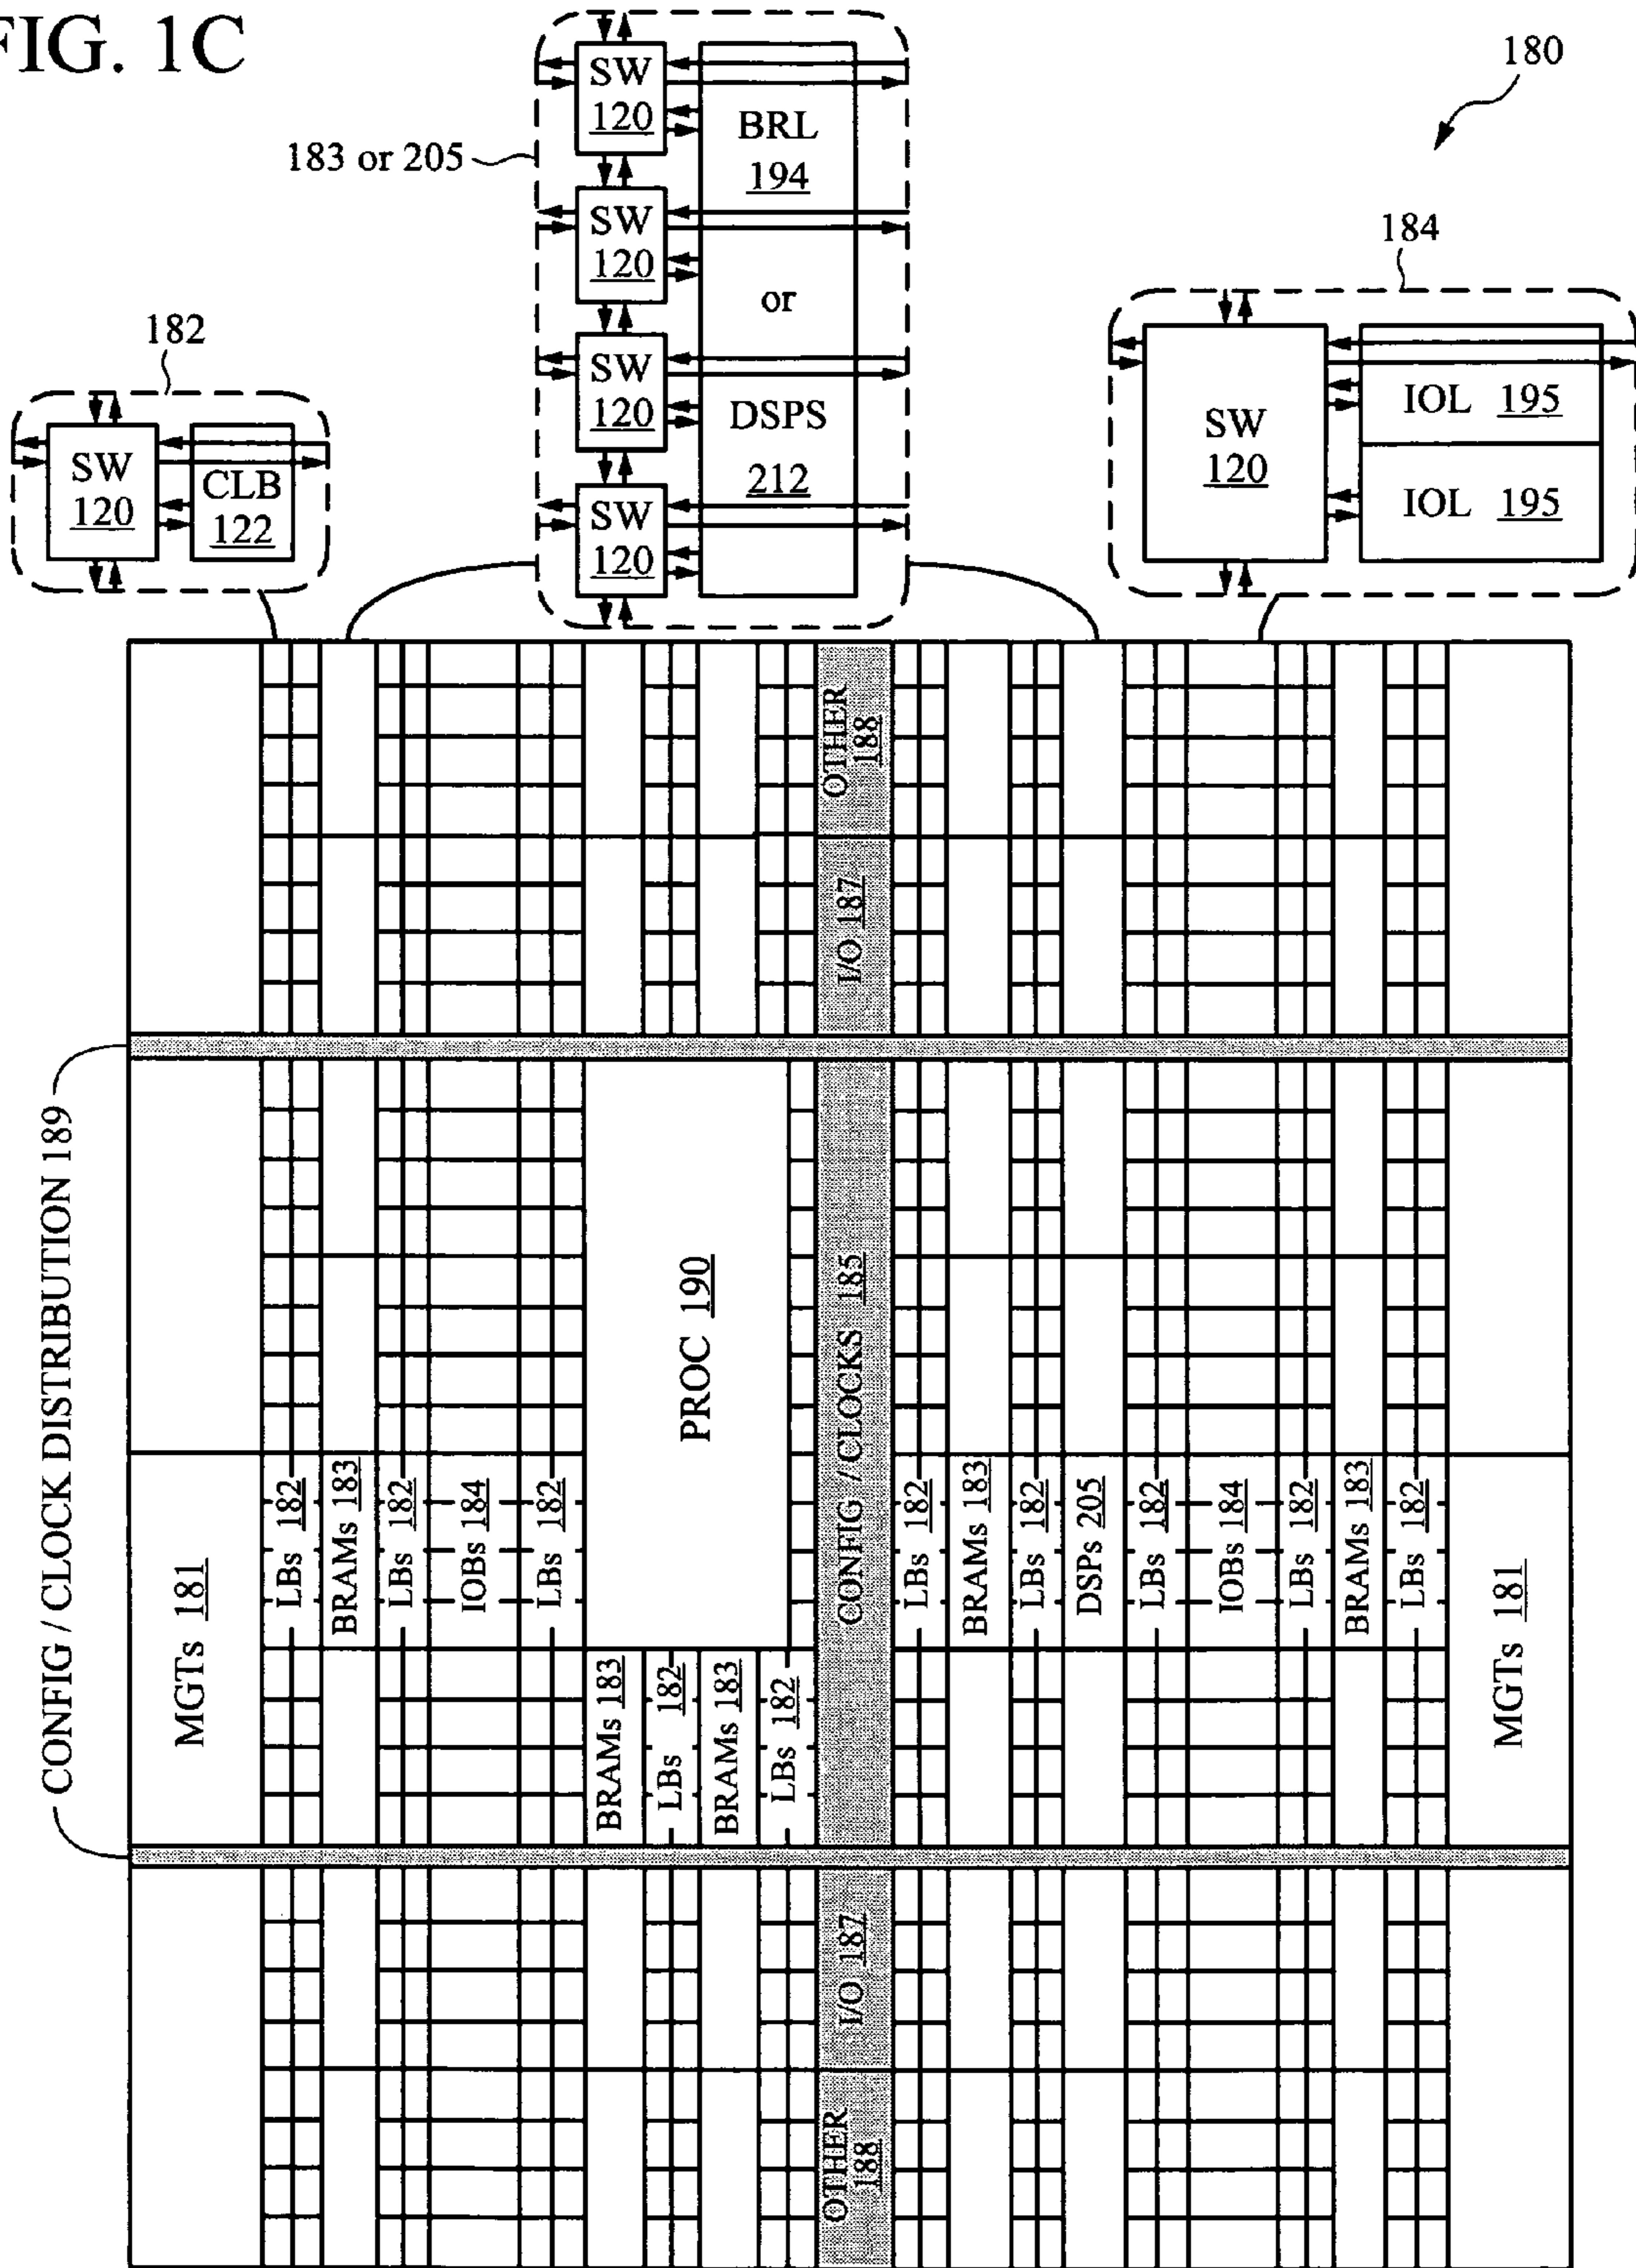 FIG. 1C
180
183 or 205
SW
120
SW
120
SW
120
SW
120
BRL
194
or
DSPS
212
184
SW
120
IOL 195
IOL 195
182
SW
120
CLB
122
OTHER
188
I/O 187
CONFIG / CLOCK DISTRIBUTION 189
PROC 190
CONFIG / CLOCKS 185
MGTs 181
LBs 182
BRAMs 183
LBs 182
IOBs 184
LBs 182
LBs 182
BRAMs 183
LBs 182
DSPs 205
LBs 182
IOBs 184
LBs 182
BRAMs 183
LBs 182
MGTs 181
BRAMs 183
LBs 182
BRAMs 183
LBs 182
I/O 187
OTHER
188